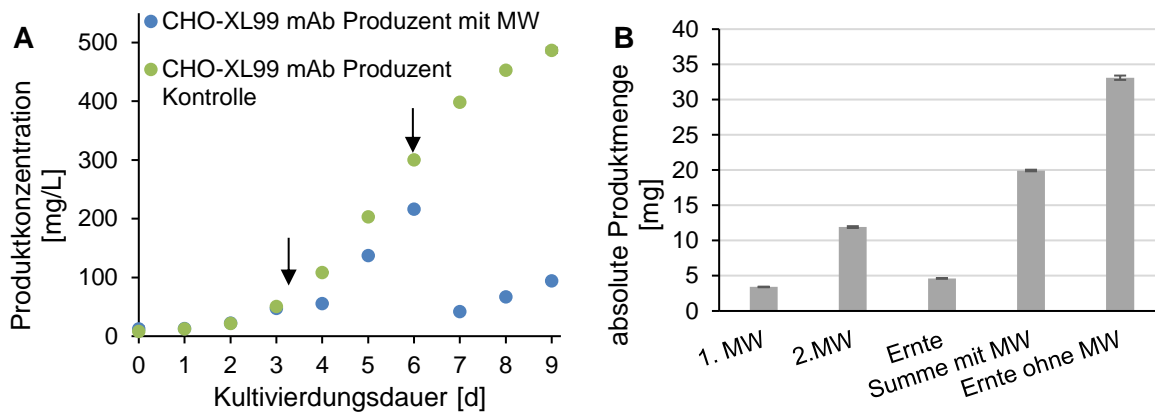 A
CHO-XL99 mAb Produzent mit MW
CHO-XL99 mAb Produzent
Kontrolle
Produktkonzentration
[mg/L]
500
400
300
200
100
0
0 1 2 3 4 5 6 7 8 9
Kultivierdungsdauer [d]
B
absolute Produktmenge
[mg]
40
35
30
25
20
15
10
5
0
1. MW
2.MW
Ernte
Summe mit MW
Ernte ohne MW